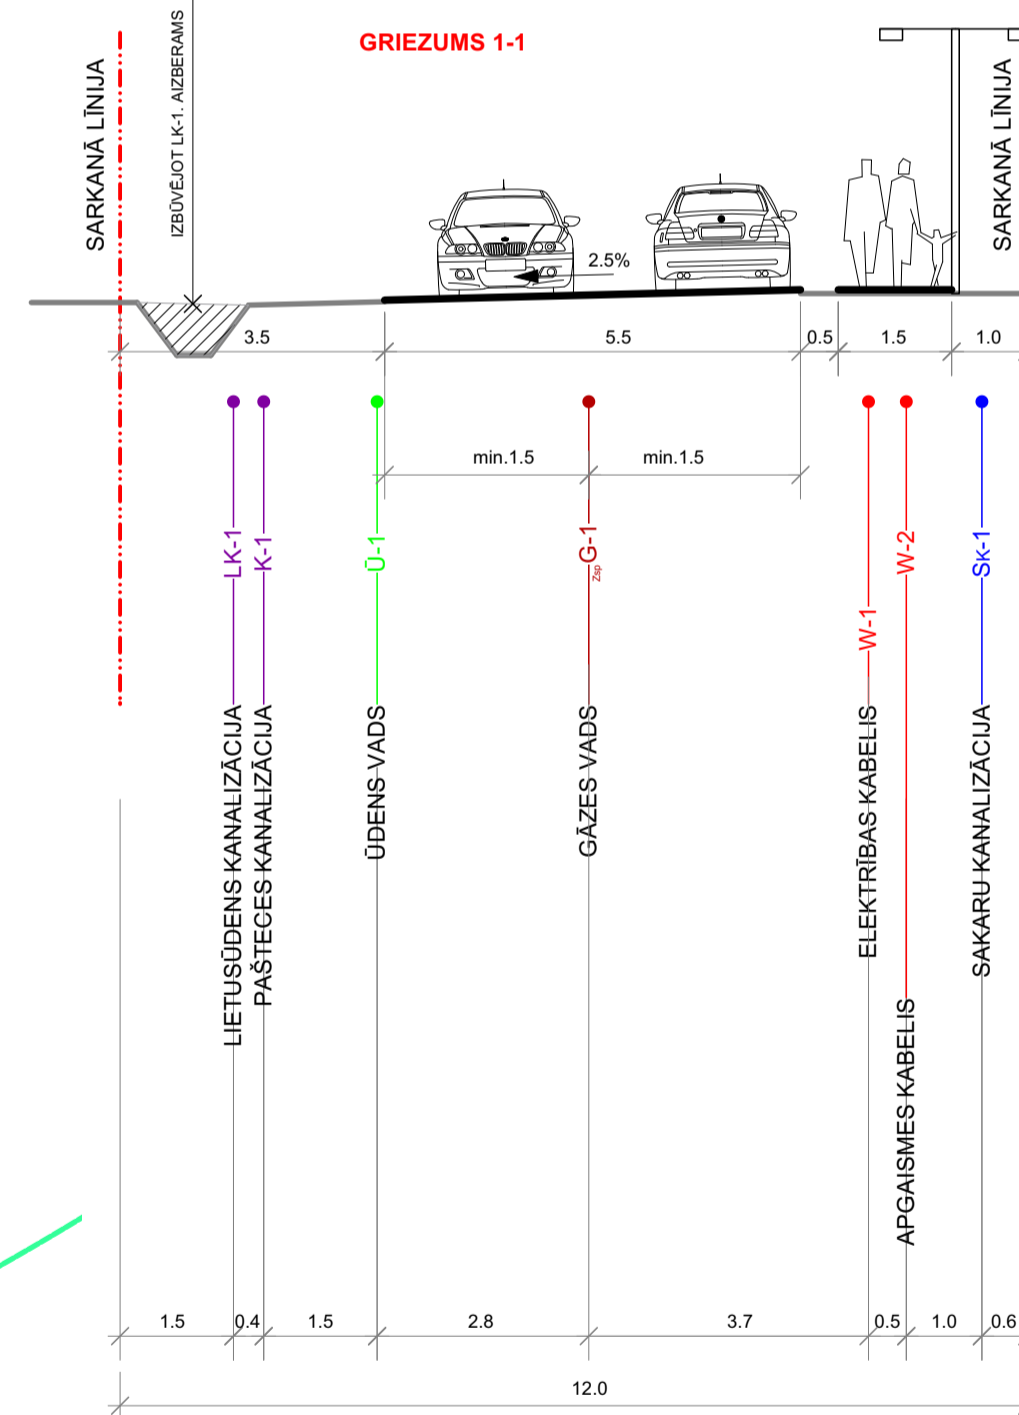 GRIEZUMS 1-1
SARKANĀ LĪNIJA
IZBŪVĒJOT LK-1. AIZBERAMS
SARKANĀ LĪNIJA
2.5%
3.5
5.5
0.5
1.5
1.0
min.1.5
min.1.5
LK-1
K-1
Ū-1
Zsp G-1
W-1
W-2
SK-1
LIETUSŪDENS KANALIZĀCIJA
PAŠTECES KANALIZĀCIJA
ŪDENS VADS
GĀZES VADS
ELEKTRĪBAS KABELIS
APGAISMES KABELIS
SAKARU KANALIZĀCIJA
1.5
0.4
1.5
2.8
3.7
0.5
1.0
0.6
12.0